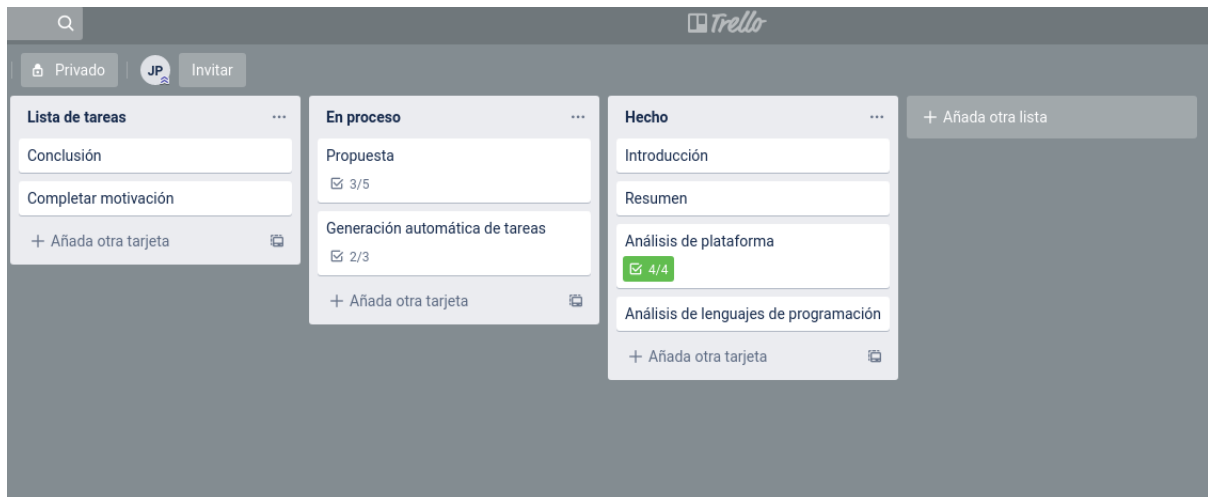 Trello
Privado
JP
Invitar
Lista de tareas
Conclusión
Completar motivación
Añada otra tarjeta
En proceso
Propuesta
3/5
Generación automática de tareas
2/3
Añada otra tarjeta
Hecho
Introducción
Resumen
Análisis de plataforma
4/4
Análisis de lenguajes de programación
Añada otra tarjeta
Añada otra lista